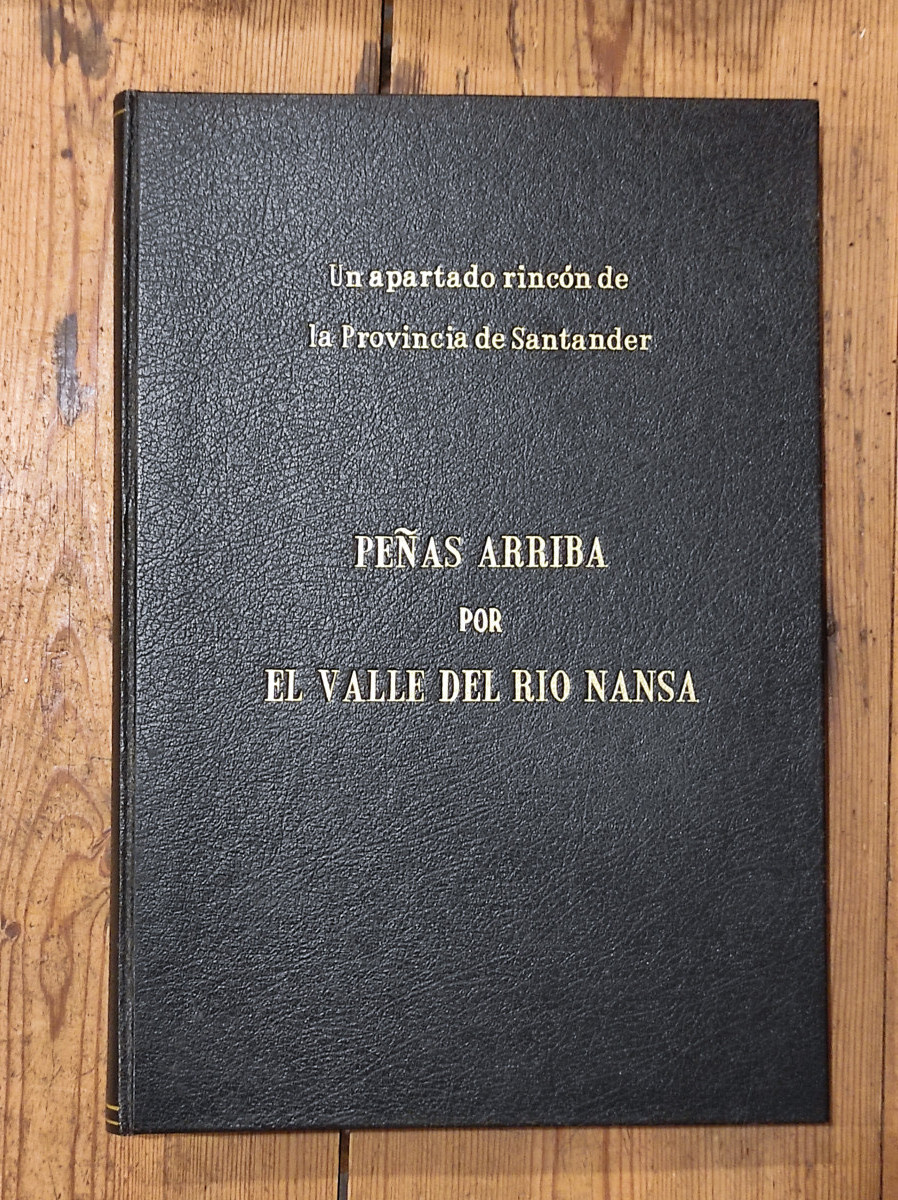 Un apartado rincón de
la Provincia de Santander
PEÑAS ARRIBA
POR
EL VALLE DEL RIO NANSA